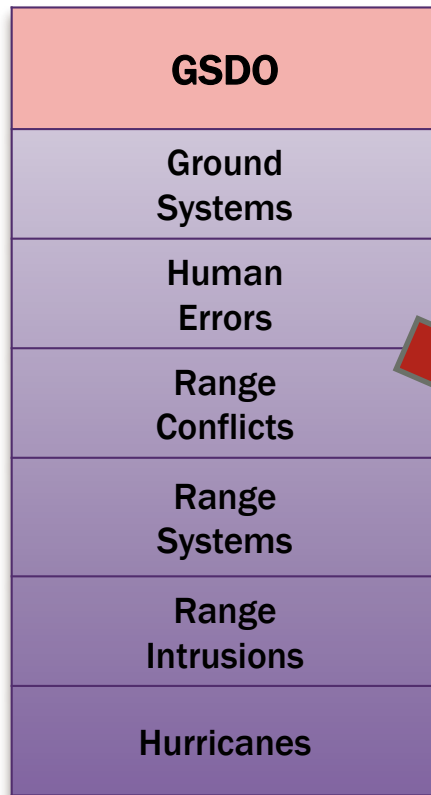 GSDO
Ground
Systems
Human
Errors
Range
Conflicts
Range
Systems
Range
Intrusions
Hurricanes